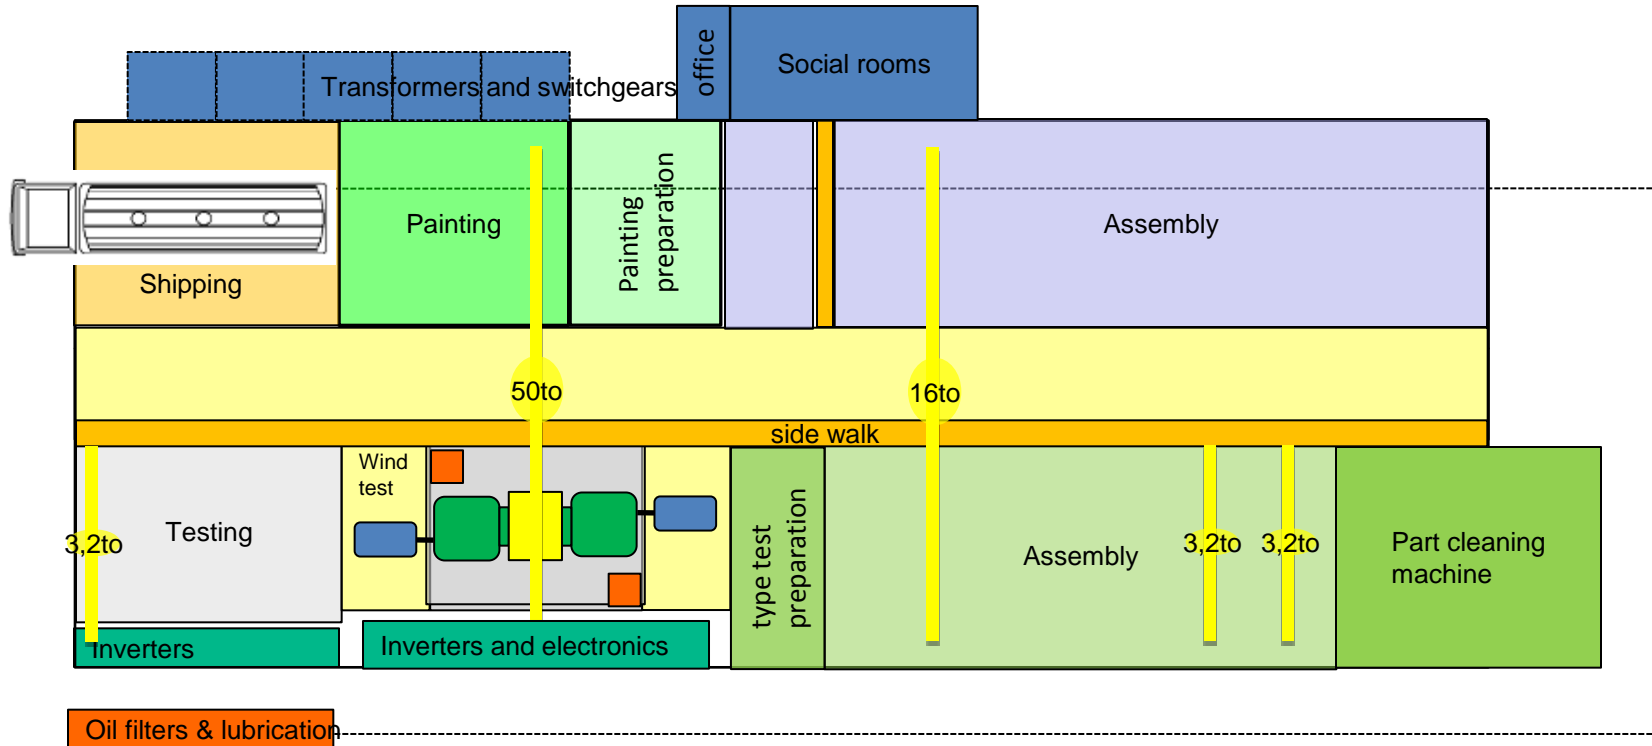 office
Social rooms
Transformers and switchgears
Painting
Painting
preparation
Assembly
Shipping
50to
16to
side walk
Wind
test
Testing
3,2to
type test
preparation
Assembly
3,2to
3,2to
Part cleaning
machine
Inverters
Inverters and electronics
Oil filters & lubrication